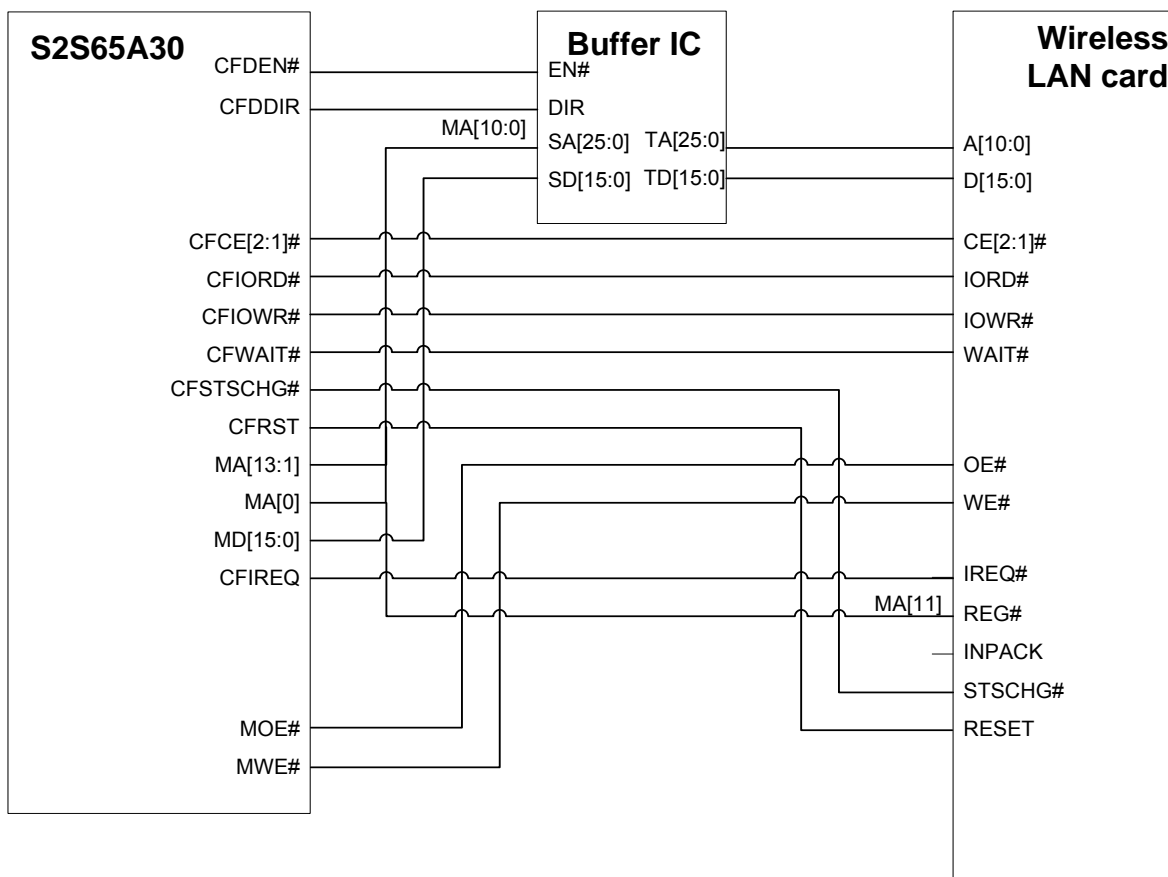 S2S65A30
CFDEN#
CFDDIR
CFCE[2:1]#
CFIORD#
CFIOWR#
CFWAIT#
CFSTSCHG#
CFRST
MA[13:1]
MA[0]
MD[15:0]
CFIREQ
MOE#
MWE#
MA[10:0]
Buffer IC
EN#
DIR
SA[25:0] TA[25:0]
SD[15:0] TD[15:0]
MA[11]
Wireless
LAN card
A[10:0]
D[15:0]
CE[2:1]#
IORD#
IOWR#
WAIT#
OE#
WE#
IREQ#
REG#
INPACK
STSCHG#
RESET